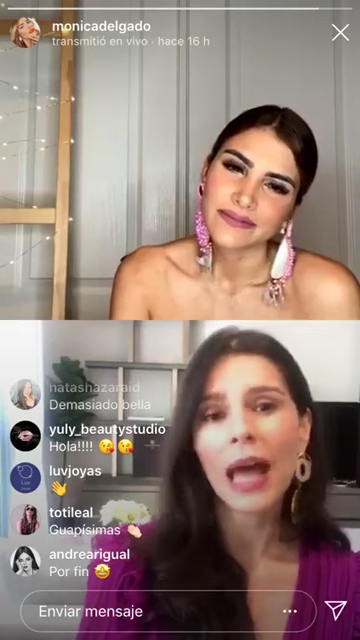 monicadelgado
transmitió en vivo · hace 16 h
natashazaraid
Demasiado bella
yuly_beautystudio
Hola!!!! 😘😘
luvjoyas
👋
totileal
Guapísimas 👏🏻
andrearigual
Por fin 🤩
Enviar mensaje